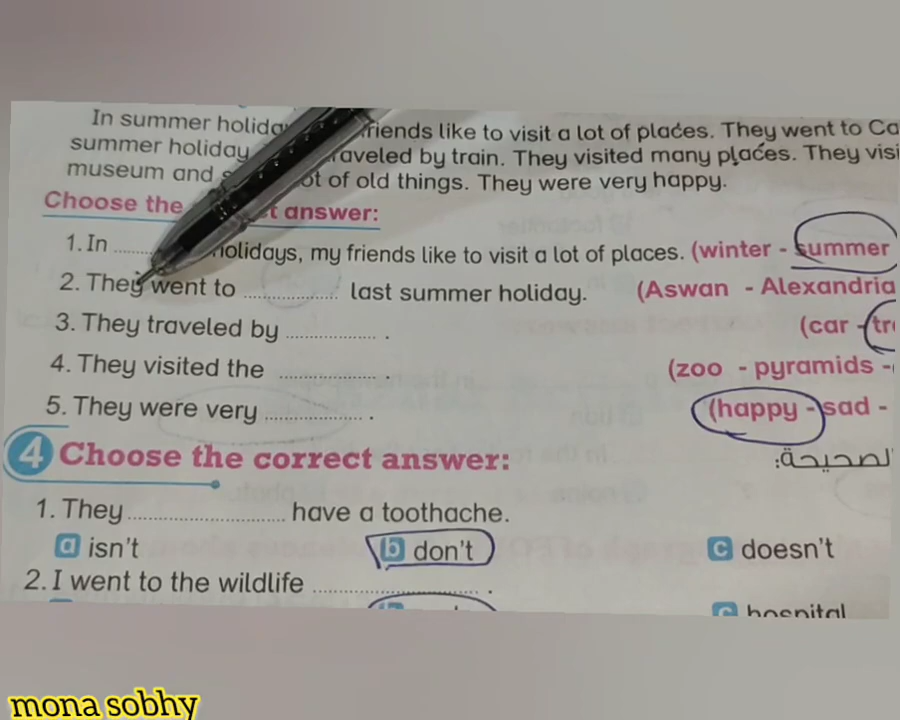 In summer holida friends like to visit a lot of places. They went to Ca
summer holiday raveled by train. They visited many places. They visi
museum and ot of old things. They were very happy.
Choose the t answer:
1. In ........ holidays, my friends like to visit a lot of places. (winter - summer
2. They went to .................. last summer holiday. (Aswan - Alexandria
3. They traveled by .................. . (car - tr
4. They visited the .................. . (zoo - pyramids -
5. They were very .................. . (happy - sad -
4 Choose the correct answer: لصحيحة:
1. They ............................ have a toothache.
a isn't b don't c doesn't
2. I went to the wildlife ............................ .
c hospital
mona sobhy